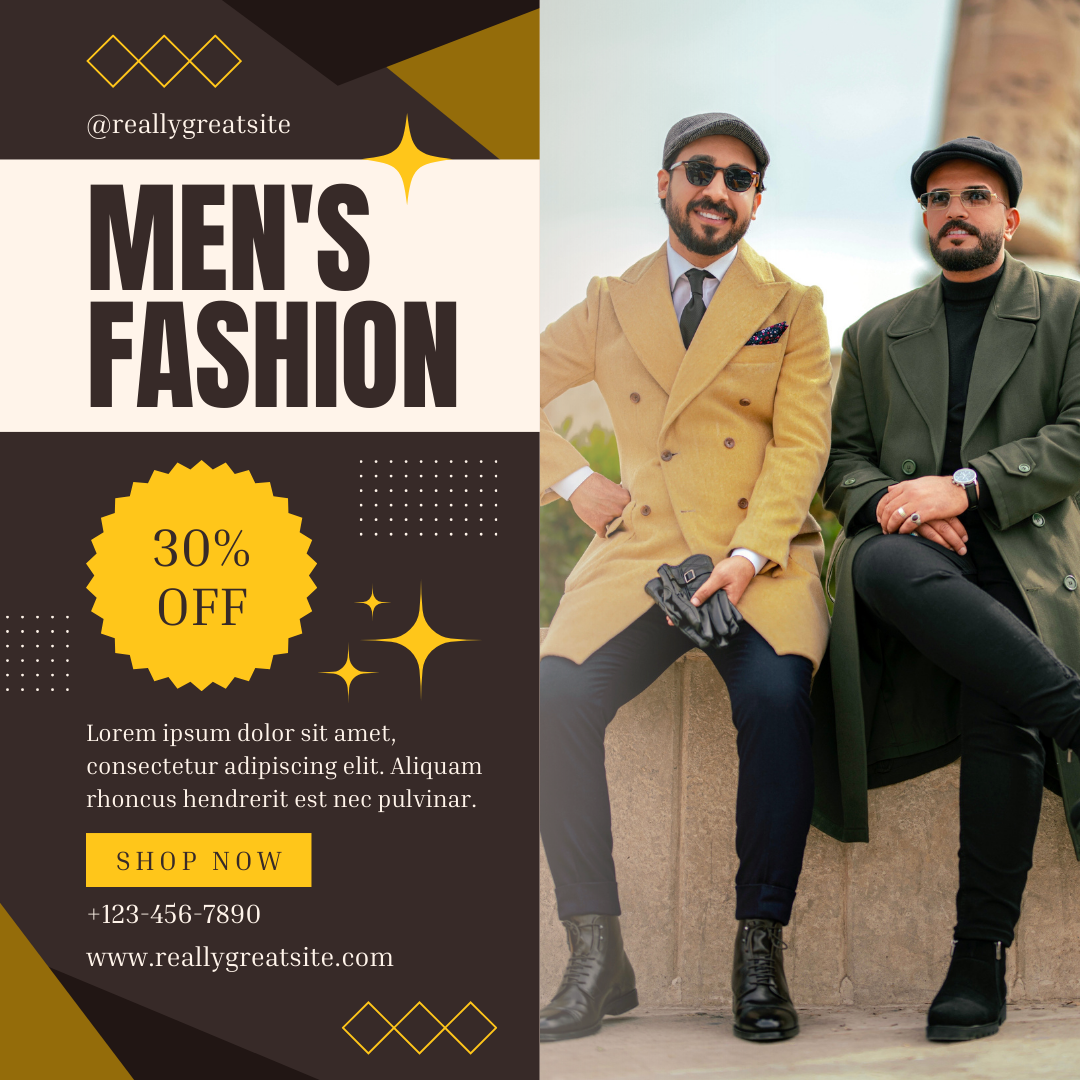 @reallygreatsite
MEN'S
FASHION
30%
OFF
Lorem ipsum dolor sit amet,
consectetur adipiscing elit. Aliquam
rhoncus hendrerit est nec pulvinar.
SHOP NOW
+123-456-7890
www.reallygreatsite.com